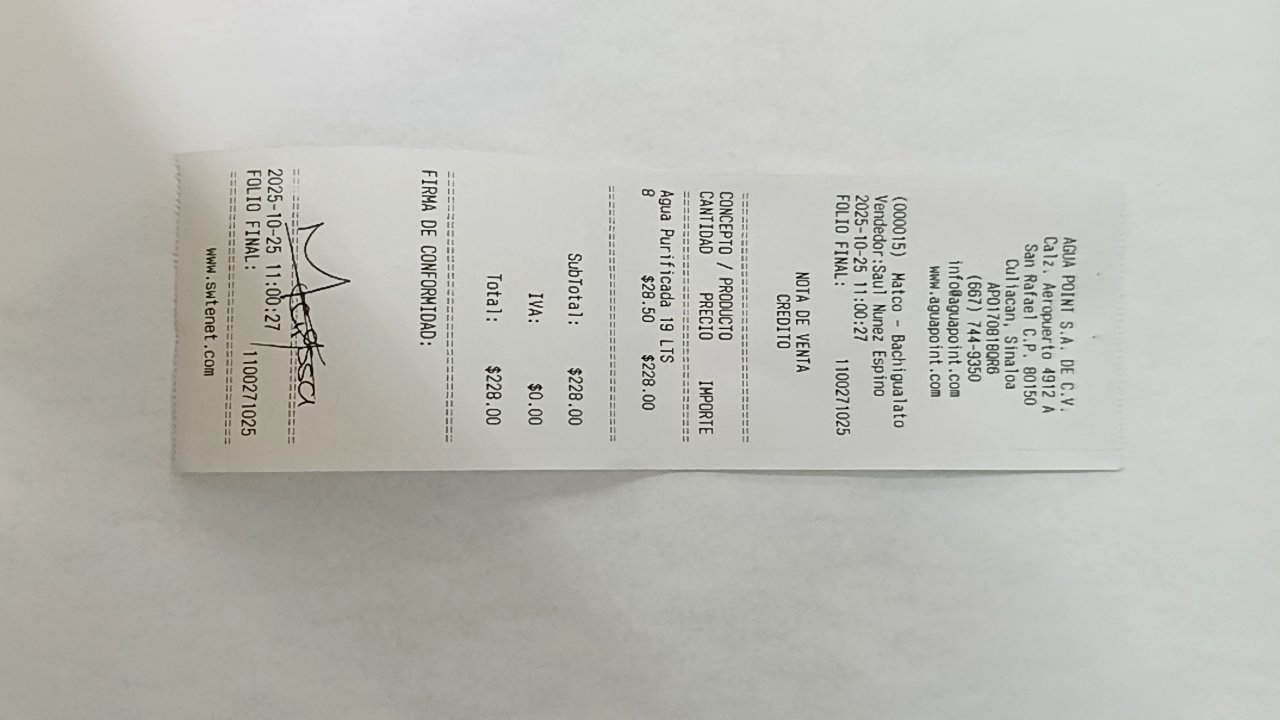 AGUA POINT S.A. DE C.V.
Calz. Aeropuerto 4912 A
San Rafael C.P. 80150
Culiacan, Sinaloa
APO170818QR6
(667) 744-9350
info@aguapoint.com
www.aguapoint.com
(000015) Matco - Bachigualato
Vendedor:Saul Nunez Espino
2025-10-25 11:00:27
FOLIO FINAL: 1100271025
NOTA DE VENTA
CREDITO
==============================
CONCEPTO / PRODUCTO
CANTIDAD PRECIO IMPORTE
==============================
Agua Purificada 19 LTS
8 $28.50 $228.00
==============================
SubTotal: $228.00
IVA: $0.00
Total: $228.00
==============================
FIRMA DE CONFORMIDAD:
==============================
2025-10-25 11:00:27
FOLIO FINAL: 1100271025
==============================
www.swtenet.com